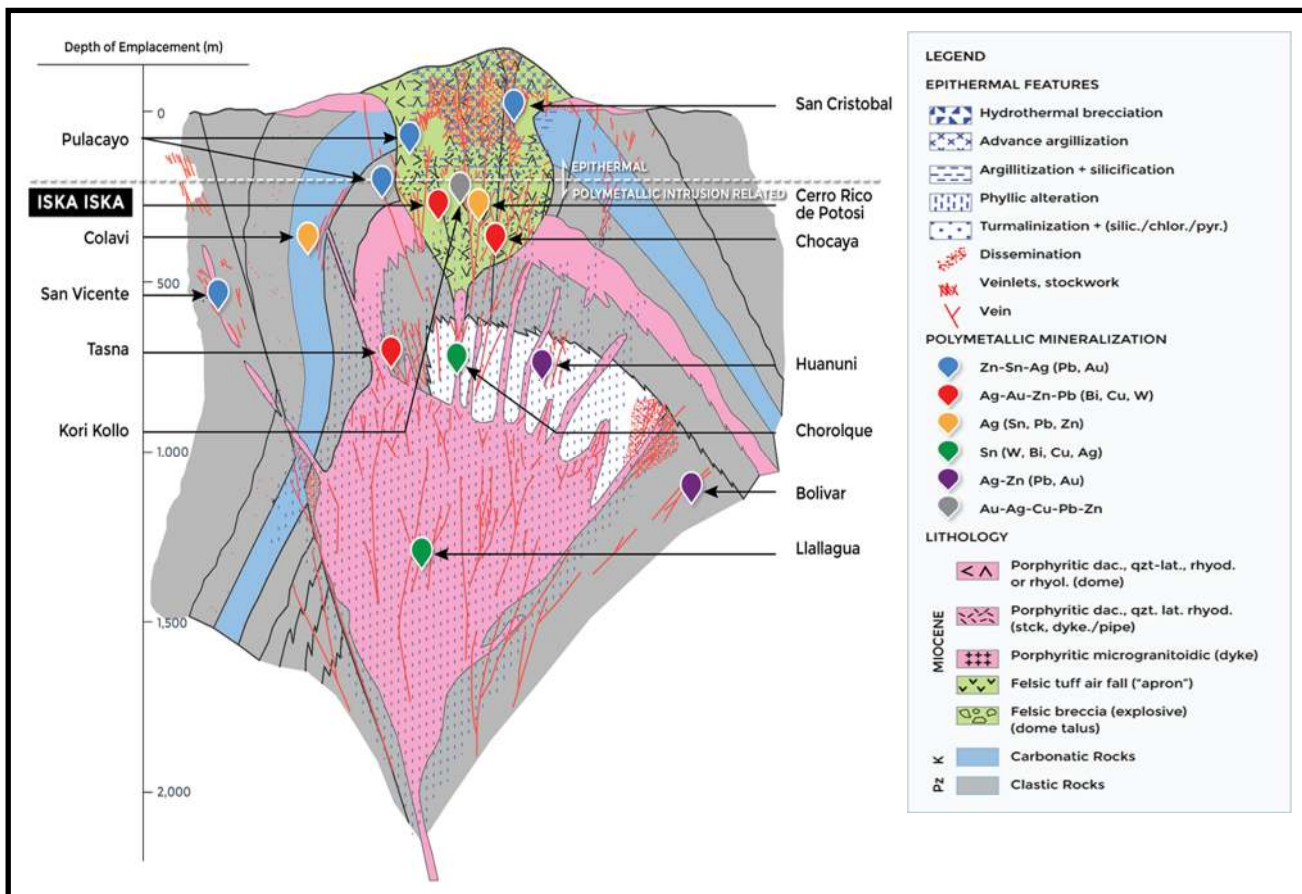 Depth of Emplacement (m)
0
500
1.000
1,500
2,000
Pulacayo
ISKA ISKA
Colavi
San Vicente
Tasna
Kori Kollo
EPITHERMAL
POLYMETALLIC INTRUSION RELATED
San Cristobal
Cerro Rico
de Potosi
Chocaya
Huanuni
Chorolque
Bolivar
Llallagua
LEGEND
EPITHERMAL FEATURES
Hydrothermal brecciation
Advance argillization
Argillitization + silicification
Phyllic alteration
Turmalinization + (silic./chlor./pyr.)
Dissemination
Veinlets, stockwork
Vein
POLYMETALLIC MINERALIZATION
Zn-Sn-Ag (Pb, Au)
Ag-Au-Zn-Pb (Bi, Cu, W)
Ag (Sn, Pb, Zn)
Sn (W, Bi, Cu, Ag)
Ag-Zn (Pb, Au)
Au-Ag-Cu-Pb-Zn
LITHOLOGY
MIOCENE
Porphyritic dac., qzt-lat., rhyod.
or rhyol. (dome)
Porphyritic dac., qzt. lat. rhyod.
(stck, dyke./pipe)
Porphyritic microgranitoidic (dyke)
Felsic tuff air fall ("apron")
Felsic breccia (explosive)
(dome talus)
K
Carbonatic Rocks
Pz
Clastic Rocks